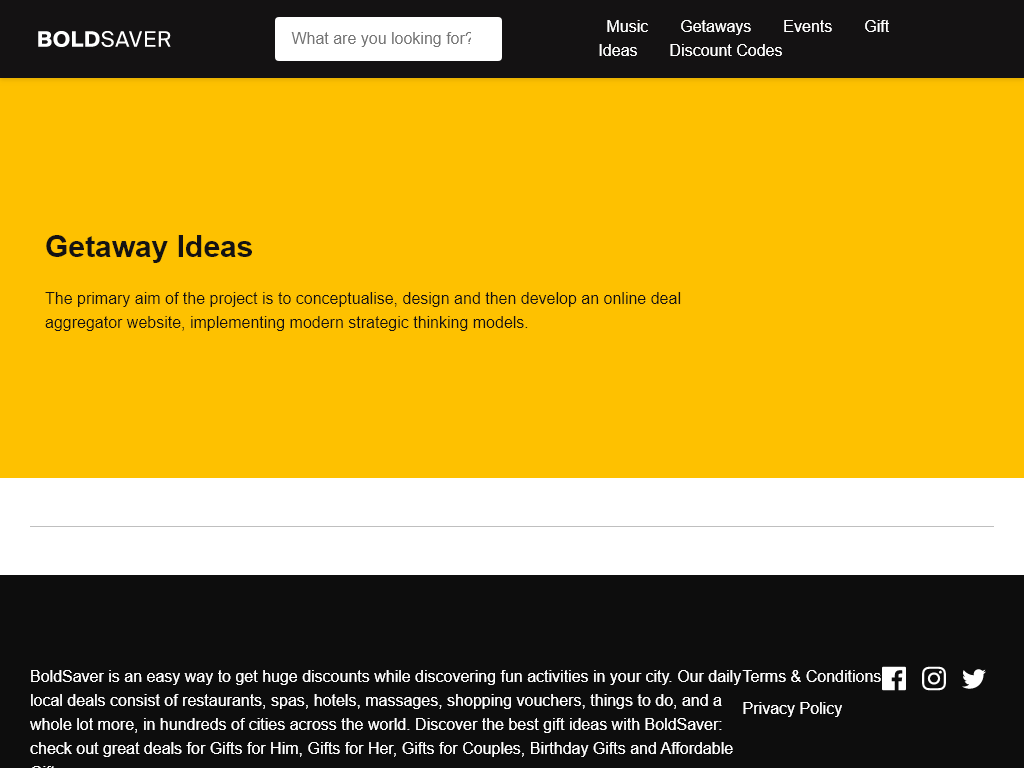 BOLDSAVER
What are you looking for?
Music Getaways Events Gift
Ideas Discount Codes
Getaway Ideas
The primary aim of the project is to conceptualise, design and then develop an online deal
aggregator website, implementing modern strategic thinking models.
BoldSaver is an easy way to get huge discounts while discovering fun activities in your city. Our daily
local deals consist of restaurants, spas, hotels, massages, shopping vouchers, things to do, and a
whole lot more, in hundreds of cities across the world. Discover the best gift ideas with BoldSaver:
check out great deals for Gifts for Him, Gifts for Her, Gifts for Couples, Birthday Gifts and Affordable
Terms & Conditions
Privacy Policy